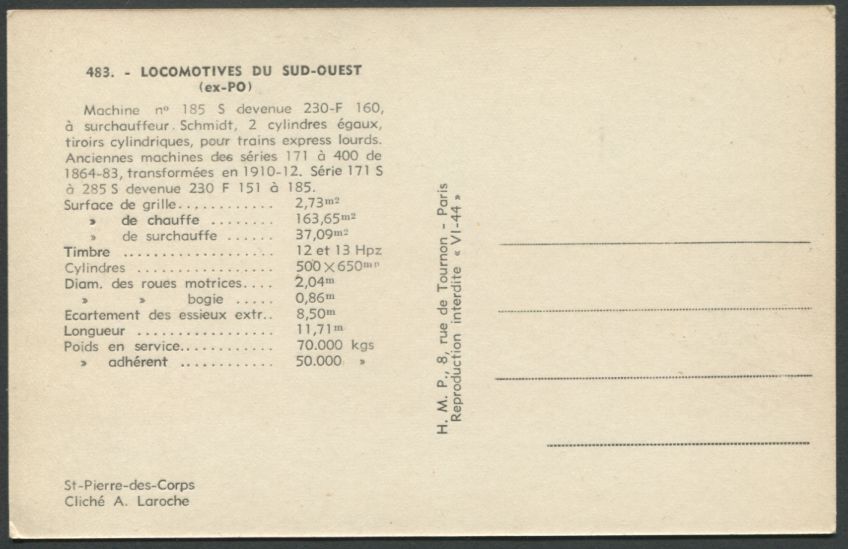 483. - LOCOMOTIVES DU SUD-OUEST
(ex-PO)
Machine nº 185 S devenue 230-F 160,
à surchauffeur Schmidt, 2 cylindres égaux,
tiroirs cylindriques, pour trains express lourds.
Anciennes machines des séries 171 à 400 de
1864-83, transformées en 1910-12. Série 171 S
à 285 S devenue 230 F 151 à 185.
Surface de grille............ 2,73m²
» de chauffe ........ 163,65m²
» de surchauffe ...... 37,09m²
Timbre ................... 12 et 13 Hpz
Cylindres ................. 500×650mm
Diam. des roues motrices.... 2,04m
» » bogie ..... 0,86m
Ecartement des essieux extr.. 8,50m
Longueur ................. 11,71m
Poids en service............ 70.000 kgs
» adhérent ............ 50.000 »
St-Pierre-des-Corps
Cliché A. Laroche
H. M. P., 8, rue de Tournon - Paris
Reproduction interdite « VI-44 »